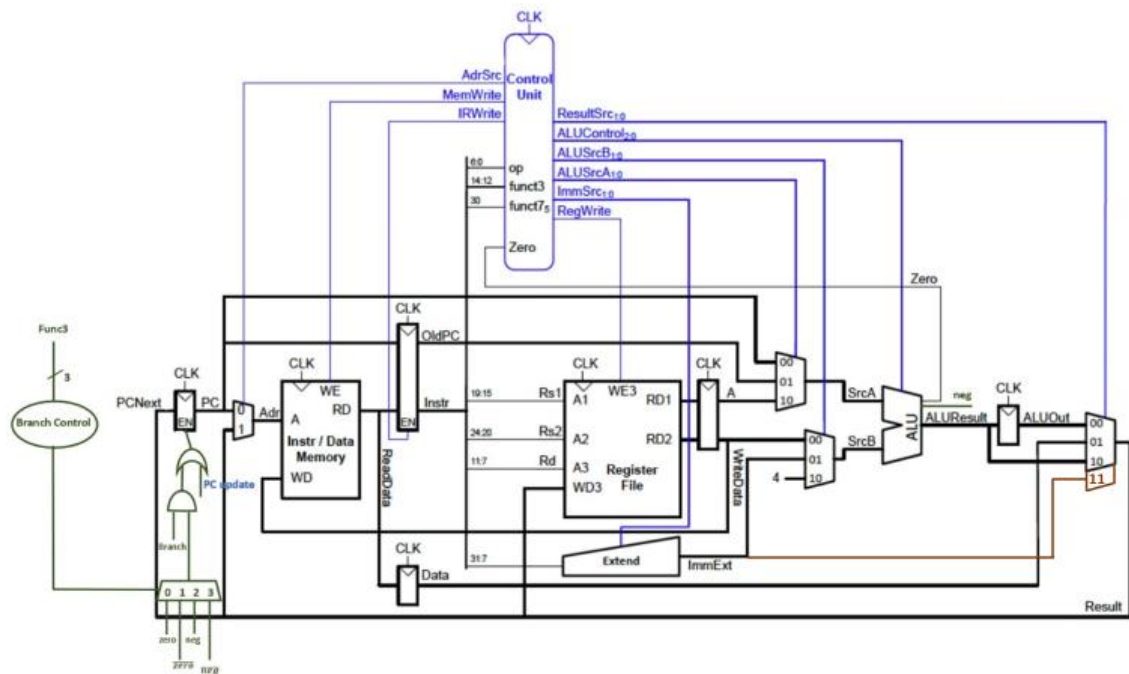 CLK
Control
Unit
AdrSrc
MemWrite
IRWrite
ResultSrc1:0
ALUControl2:0
ALUSrcB1:0
ALUSrcA1:0
ImmSrc1:0
RegWrite
6:0
op
14:12
funct3
30
funct75
Zero
Zero
Func3
3
Branch Control
CLK
PCNext
PC
EN
0
1
Adr
CLK
WE
A
RD
Instr / Data
Memory
WD
ReadData
CLK
OldPC
Instr
EN
19:15
Rs1
24:20
Rs2
11:7
Rd
31:7
CLK
WE3
A1
RD1
A2
RD2
A3
WD3
Register
File
CLK
A
WriteData
00
01
10
SrcA
00
01
4
10
SrcB
ALU
neg
ALUResult
CLK
ALUOut
00
01
10
11
PC update
Branch
0 1 2 3
zero
zero
neg
neg
CLK
Data
Extend
ImmExt
Result